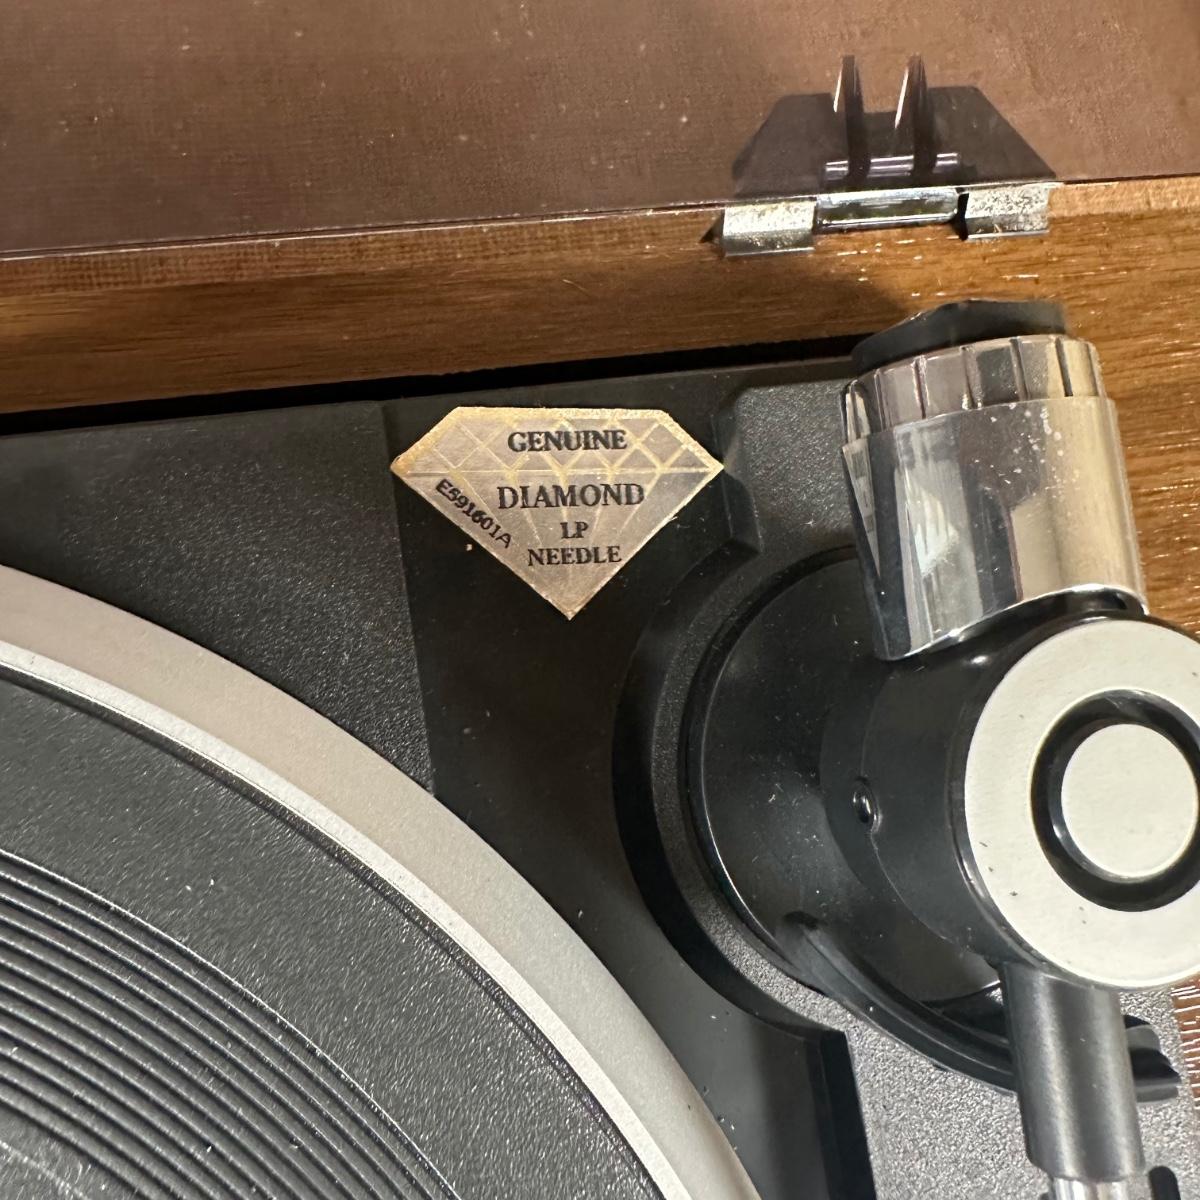 GENUINE
DIAMOND
LP
NEEDLE
E591601A